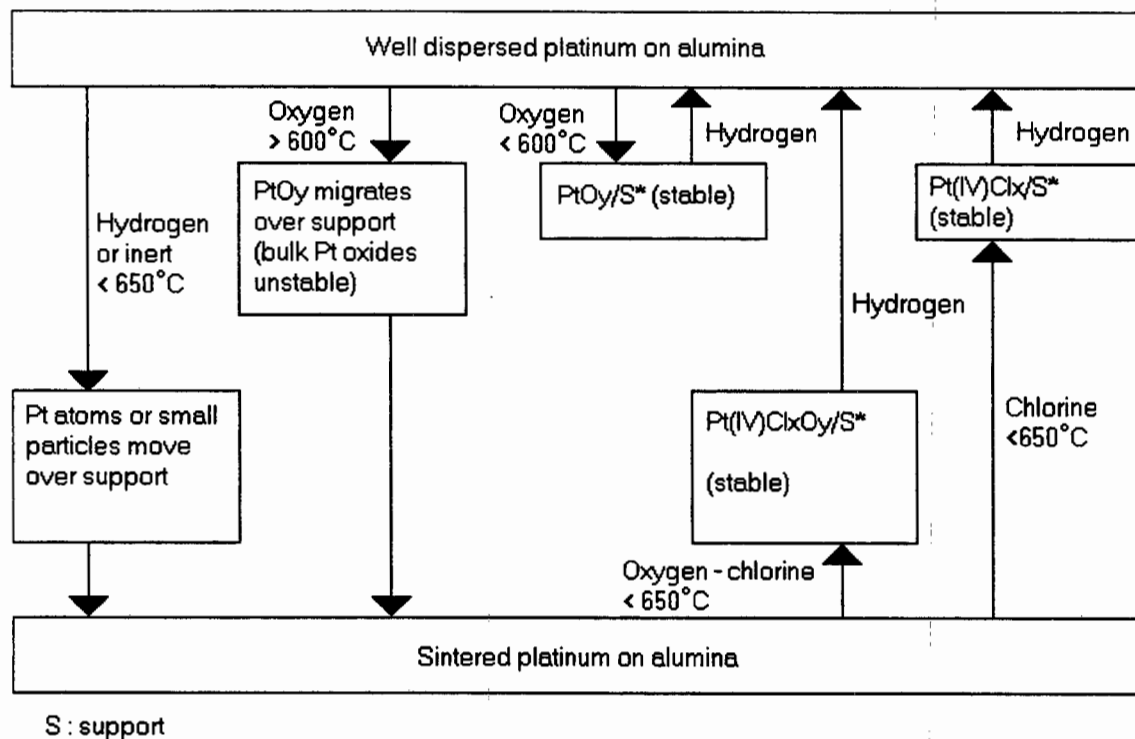 Well dispersed platinum on alumina
Oxygen
> 600°C
Oxygen
< 600°C
Hydrogen
Hydrogen
PtOy migrates
over support
(bulk Pt oxides
unstable)
PtOy/S* (stable)
Pt(IV)Clx/S*
(stable)
Hydrogen
or inert
< 650°C
Hydrogen
Pt atoms or small
particles move
over support
Pt(IV)ClxOy/S*
(stable)
Chlorine
<650°C
Oxygen - chlorine
< 650°C
Sintered platinum on alumina
S : support